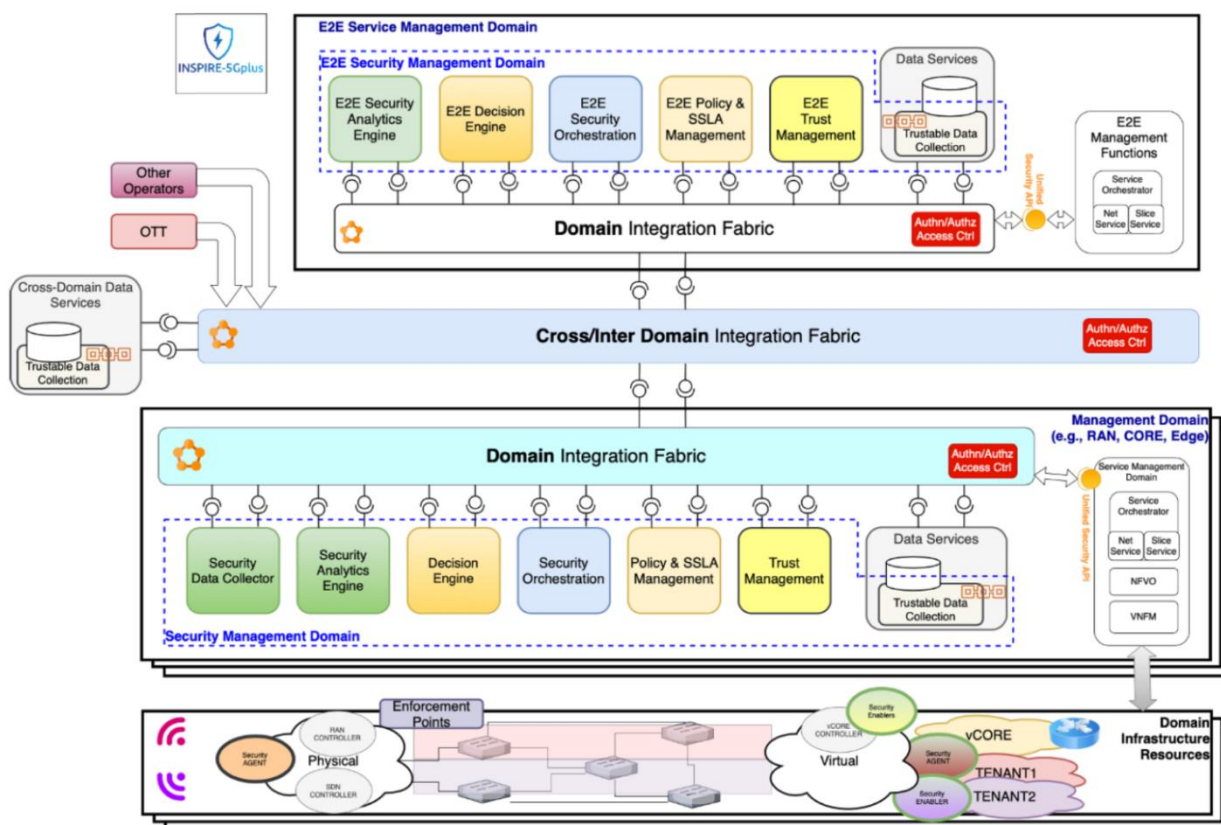 INSPIRE-5Gplus
E2E Service Management Domain
E2E Security Management Domain
E2E Security
Analytics
Engine
E2E Decision
Engine
E2E
Security
Orchestration
E2E Policy &
SSLA
Management
E2E
Trust
Management
Data Services
Trustable Data
Collection
Unified
Security API
E2E
Management
Functions
Service
Orchestrator
Net
Service
Slice
Service
Domain Integration Fabric
Authn/Authz
Access Ctrl
Other
Operators
OTT
Cross-Domain Data
Services
Trustable Data
Collection
Cross/Inter Domain Integration Fabric
Authn/Authz
Access Ctrl
Management Domain
(e.g., RAN, CORE, Edge)
Domain Integration Fabric
Authn/Authz
Access Ctrl
Unified Security API
Service Management
Domain
Service
Orchestrator
Net
Service
Slice
Service
NFVO
VNFM
Security
Data Collector
Security
Analytics
Engine
Decision
Engine
Security
Orchestration
Policy & SSLA
Management
Trust
Management
Data Services
Trustable Data
Collection
Security Management Domain
Enforcement
Points
RAN
CONTROLLER
Security
AGENT
Physical
SDN
CONTROLLER
vCORE
CONTROLLER
Security
Enablers
Virtual
vCORE
Security
AGENT
TENANT1
Security
ENABLER
TENANT2
Domain
Infrastructure
Resources